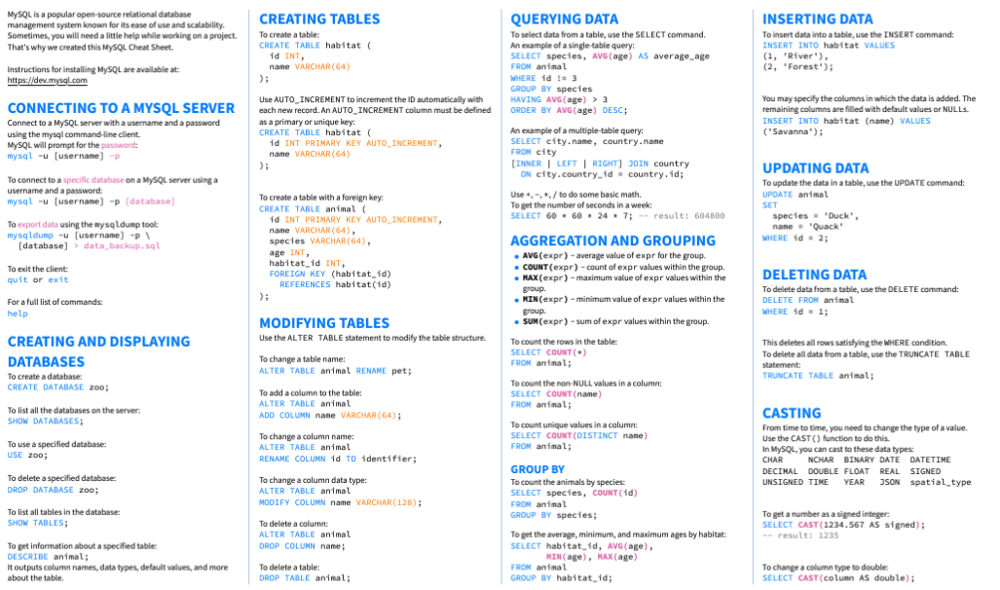 MySQL is a popular open-source relational database
management system known for its ease of use and scalability.
Sometimes, you will need a little help while working on a project.
That's why we created this MySQL Cheat Sheet.
Instructions for installing MySQL are available at:
https://dev.mysql.com
CONNECTING TO A MYSQL SERVER
Connect to a MySQL server with a username and a password
using the mysql command-line client.
MySQL will prompt for the password:
mysql -u [username] -p
To connect to a specific database on a MySQL server using a
username and a password:
mysql -u [username] -p [database]
To export data using the mysqldump tool:
mysqldump -u [username] -p \
[database] > data_backup.sql
To exit the client:
quit or exit
For a full list of commands:
help
CREATING AND DISPLAYING
DATABASES
To create a database:
CREATE DATABASE zoo;
To list all the databases on the server:
SHOW DATABASES;
To use a specified database:
USE zoo;
To delete a specified database:
DROP DATABASE zoo;
To list all tables in the database:
SHOW TABLES;
To get information about a specified table:
DESCRIBE animal;
It outputs column names, data types, default values, and more
about the table.
CREATING TABLES
To create a table:
CREATE TABLE habitat (
id INT,
name VARCHAR(64)
);
Use AUTO_INCREMENT to increment the ID automatically with
each new record. An AUTO_INCREMENT column must be defined
as a primary or unique key:
CREATE TABLE habitat (
id INT PRIMARY KEY AUTO_INCREMENT,
name VARCHAR(64)
);
To create a table with a foreign key:
CREATE TABLE animal (
id INT PRIMARY KEY AUTO_INCREMENT,
name VARCHAR(64),
species VARCHAR(64),
age INT,
habitat_id INT,
FOREIGN KEY (habitat_id)
REFERENCES habitat(id)
);
MODIFYING TABLES
Use the ALTER TABLE statement to modify the table structure.
To change a table name:
ALTER TABLE animal RENAME pet;
To add a column to the table:
ALTER TABLE animal
ADD COLUMN name VARCHAR(64);
To change a column name:
ALTER TABLE animal
RENAME COLUMN id TO identifier;
To change a column data type:
ALTER TABLE animal
MODIFY COLUMN name VARCHAR(128);
To delete a column:
ALTER TABLE animal
DROP COLUMN name;
To delete a table:
DROP TABLE animal;
QUERYING DATA
To select data from a table, use the SELECT command.
An example of a single-table query:
SELECT species, AVG(age) AS average_age
FROM animal
WHERE id != 3
GROUP BY species
HAVING AVG(age) > 3
ORDER BY AVG(age) DESC;
An example of a multiple-table query:
SELECT city.name, country.name
FROM city
[INNER | LEFT | RIGHT] JOIN country
ON city.country_id = country.id;
Use +, -, *, / to do some basic math.
To get the number of seconds in a week:
SELECT 60 * 60 * 24 * 7; -- result: 604800
AGGREGATION AND GROUPING
• AVG(expr) − average value of expr for the group.
• COUNT(expr) − count of expr values within the group.
• MAX(expr) − maximum value of expr values within the
group.
• MIN(expr) − minimum value of expr values within the
group.
• SUM(expr) − sum of expr values within the group.
To count the rows in the table:
SELECT COUNT(*)
FROM animal;
To count the non-NULL values in a column:
SELECT COUNT(name)
FROM animal;
To count unique values in a column:
SELECT COUNT(DISTINCT name)
FROM animal;
GROUP BY
To count the animals by species:
SELECT species, COUNT(id)
FROM animal
GROUP BY species;
To get the average, minimum, and maximum ages by habitat:
SELECT habitat_id, AVG(age),
MIN(age), MAX(age)
FROM animal
GROUP BY habitat_id;
INSERTING DATA
To insert data into a table, use the INSERT command:
INSERT INTO habitat VALUES
(1, 'River'),
(2, 'Forest');
You may specify the columns in which the data is added. The
remaining columns are filled with default values or NULLs.
INSERT INTO habitat (name) VALUES
('Savanna');
UPDATING DATA
To update the data in a table, use the UPDATE command:
UPDATE animal
SET
species = 'Duck',
name = 'Quack'
WHERE id = 2;
DELETING DATA
To delete data from a table, use the DELETE command:
DELETE FROM animal
WHERE id = 1;
This deletes all rows satisfying the WHERE condition.
To delete all data from a table, use the TRUNCATE TABLE
statement:
TRUNCATE TABLE animal;
CASTING
From time to time, you need to change the type of a value.
Use the CAST() function to do this.
In MySQL, you can cast to these data types:
CHAR NCHAR BINARY DATE DATETIME
DECIMAL DOUBLE FLOAT REAL SIGNED
UNSIGNED TIME YEAR JSON spatial_type
To get a number as a signed integer:
SELECT CAST(1234.567 AS signed);
-- result: 1235
To change a column type to double:
SELECT CAST(column AS double);